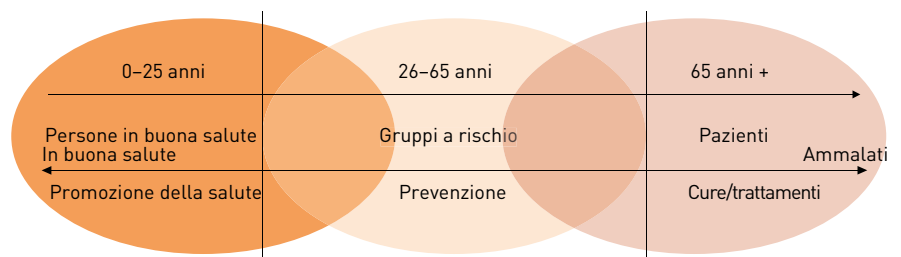 0–25 anni
26–65 anni
65 anni +
Persone in buona salute
Gruppi a rischio
Pazienti
In buona salute
Ammalati
Promozione della salute
Prevenzione
Cure/trattamenti